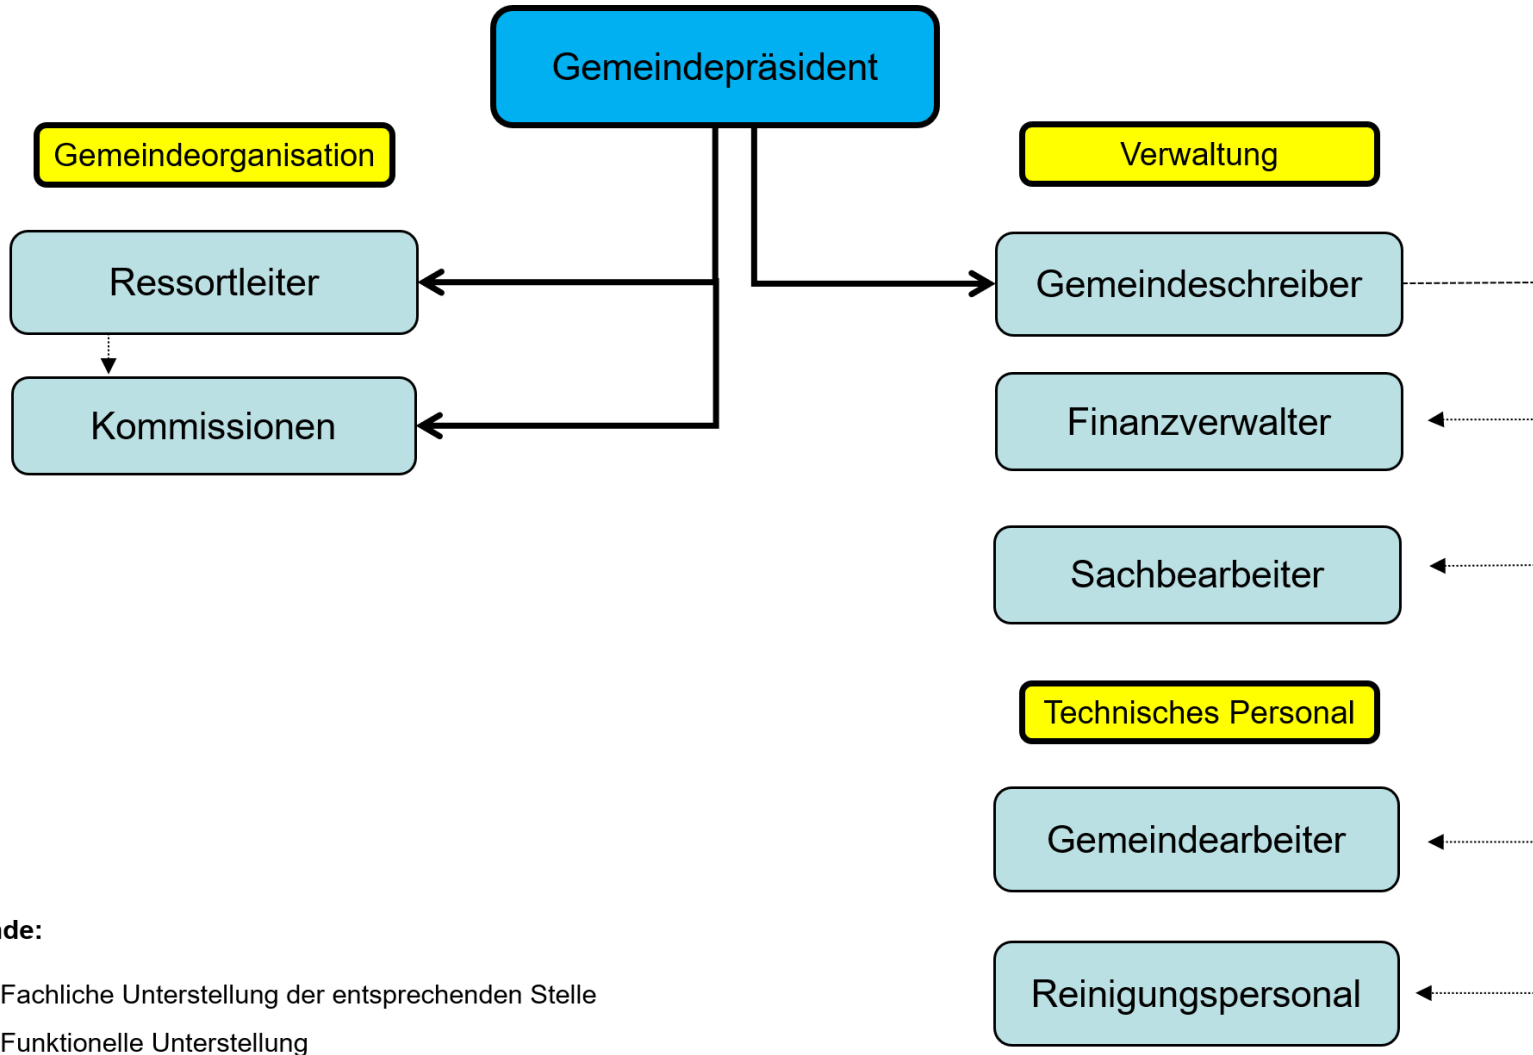 Gemeindepräsident
Gemeindeorganisation
Verwaltung
Ressortleiter
Gemeindeschreiber
Kommissionen
Finanzverwalter
Sachbearbeiter
Technisches Personal
Gemeindearbeiter
nde:
Reinigungspersonal
Fachliche Unterstellung der entsprechenden Stelle
Funktionelle Unterstellung